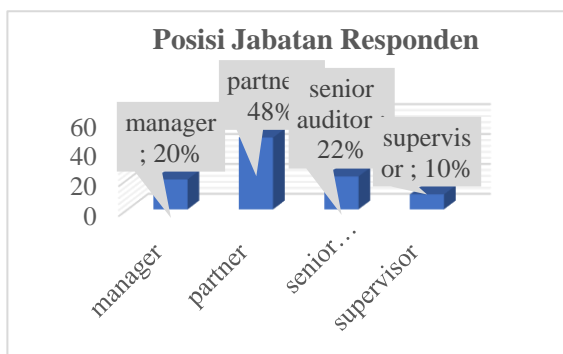 Posisi Jabatan Responden
manager
; 20%
partne
48%
senior
auditor ;
22%
supervis
or ; 10%
60
40
20
0
manager
partner
senior…
supervisor